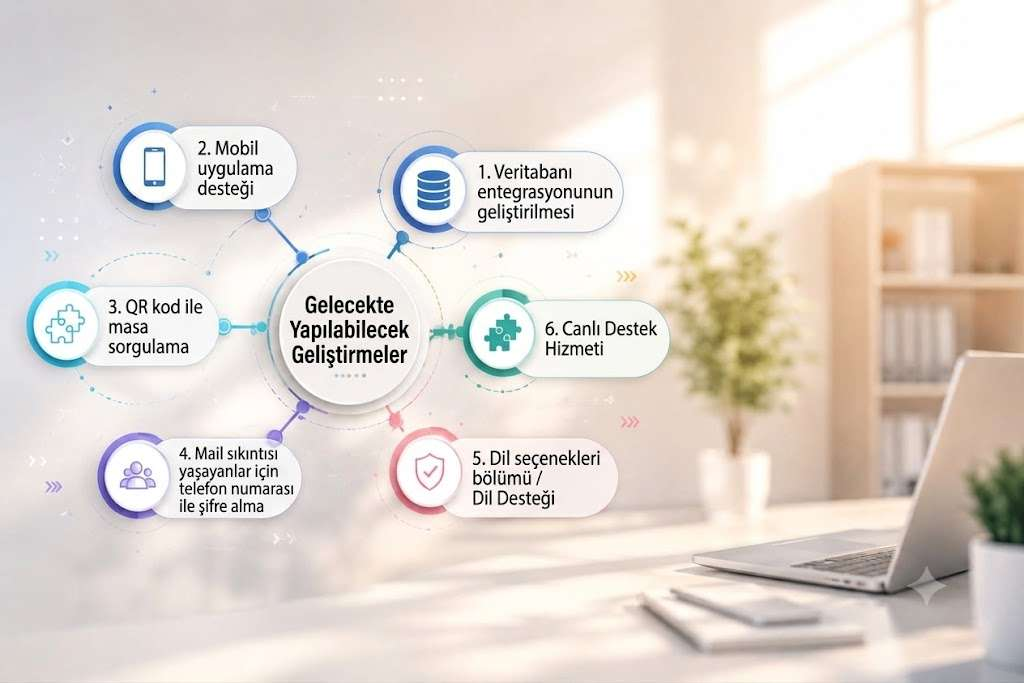 Gelecekte
Yapılabilecek
Geliştirmeler
1. Veritabanı
entegrasyonunun
geliştirilmesi
2. Mobil
uygulama
desteği
3. QR kod ile
masa
sorgulama
4. Mail sıkıntısı
yaşayanlar için
telefon numarası
ile şifre alma
5. Dil seçenekleri
bölümü /
Dil Desteği
6. Canlı Destek
Hizmeti